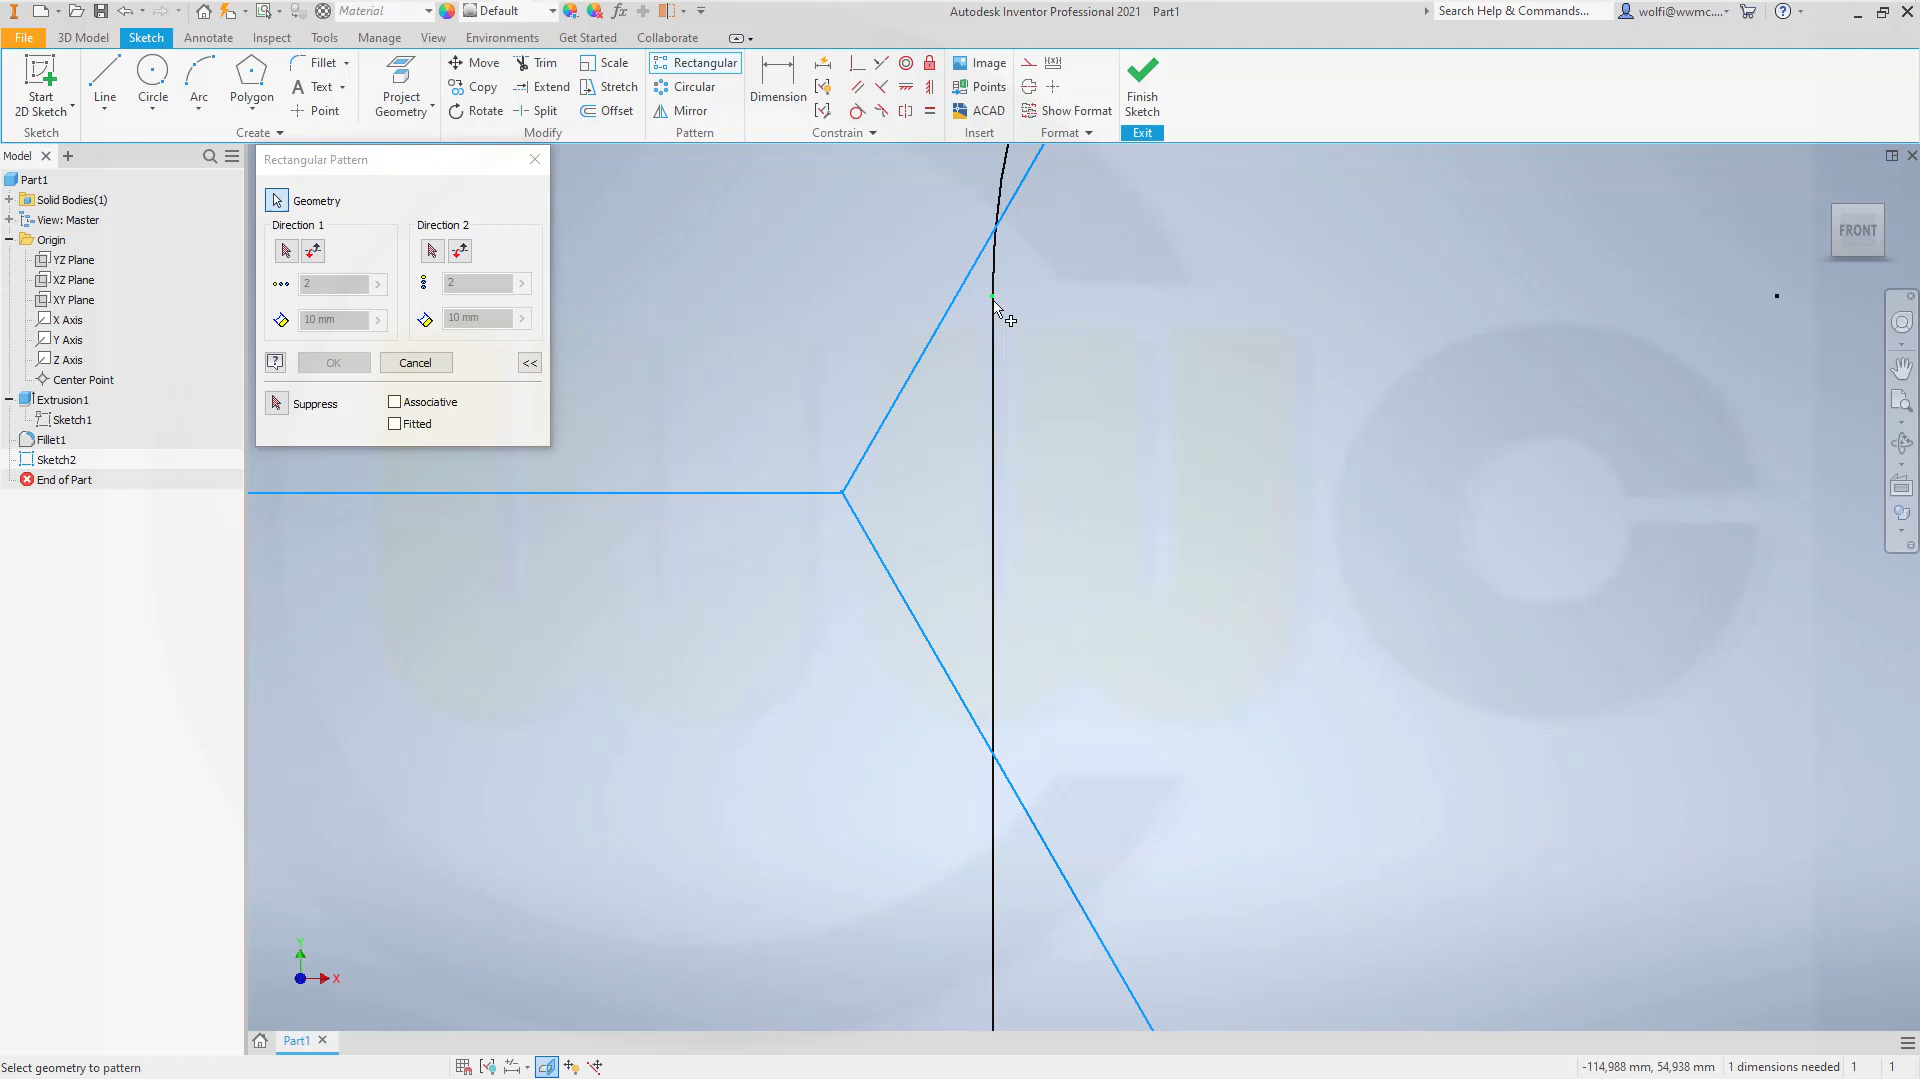 Material
Default
Autodesk Inventor Professional 2021 Part1
Search Help & Commands...
wolfi@wwmc....
File
3D Model
Sketch
Annotate
Inspect
Tools
Manage
View
Environments
Get Started
Collaborate
Start
2D Sketch
Line
Circle
Arc
Polygon
Fillet
Text
Point
Project
Geometry
Move
Copy
Rotate
Trim
Extend
Split
Scale
Stretch
Offset
Rectangular
Circular
Mirror
Dimension
Image
Points
ACAD
Show Format
Finish
Sketch
Sketch
Create
Modify
Pattern
Constrain
Insert
Format
Exit
Model
Part1
Solid Bodies(1)
View: Master
Origin
YZ Plane
XZ Plane
XY Plane
X Axis
Y Axis
Z Axis
Center Point
Extrusion1
Sketch1
Fillet1
Sketch2
End of Part
Rectangular Pattern
Geometry
Direction 1
Direction 2
2
2
10 mm
10 mm
OK
Cancel
<<
Suppress
Associative
Fitted
FRONT
Y
X
Part1
Select geometry to pattern
-114,988 mm, 54,938 mm
1 dimensions needed
1
1